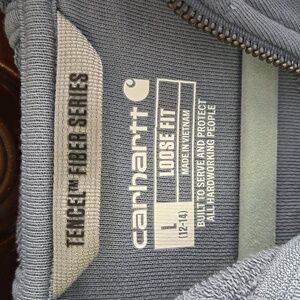 TENCEL™ FIBER SERIES
carhartt
LOOSE FIT
MADE IN VIETNAM
L
(12-14)
BUILT TO SERVE AND PROTECT
ALL HARDWORKING PEOPLE